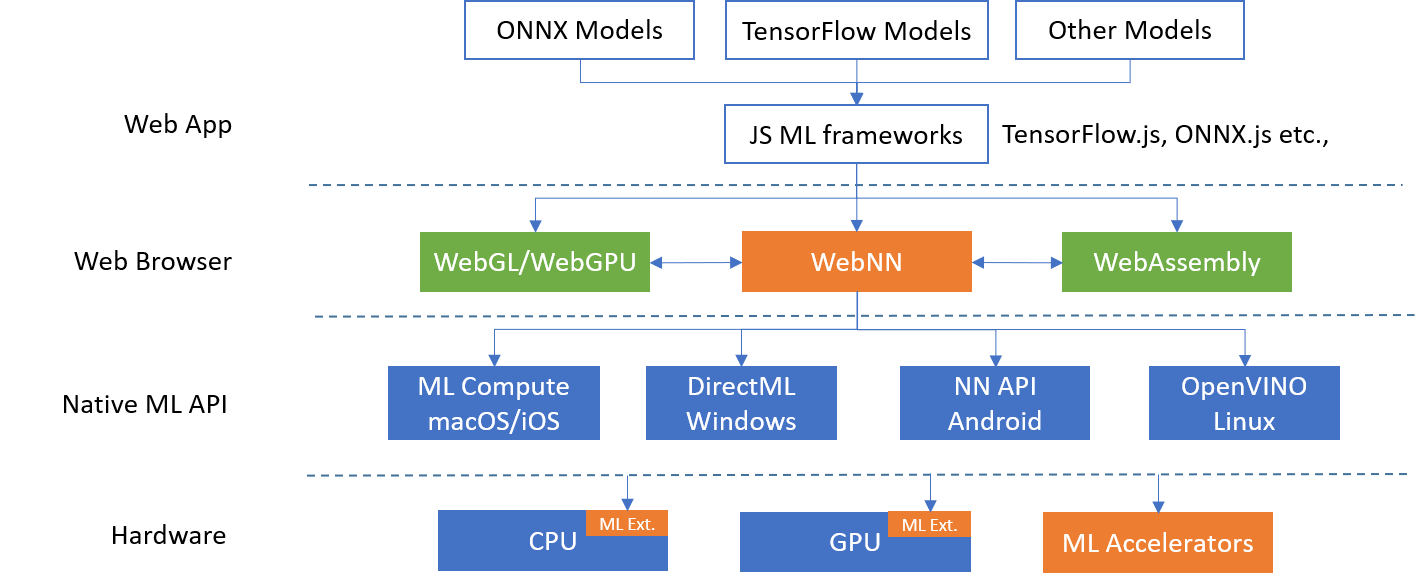 ONNX Models
TensorFlow Models
Other Models
Web App
JS ML frameworks
TensorFlow.js, ONNX.js etc.,
Web Browser
WebGL/WebGPU
WebNN
WebAssembly
Native ML API
ML Compute
macOS/iOS
DirectML
Windows
NN API
Android
OpenVINO
Linux
Hardware
CPU
ML Ext.
GPU
ML Ext.
ML Accelerators